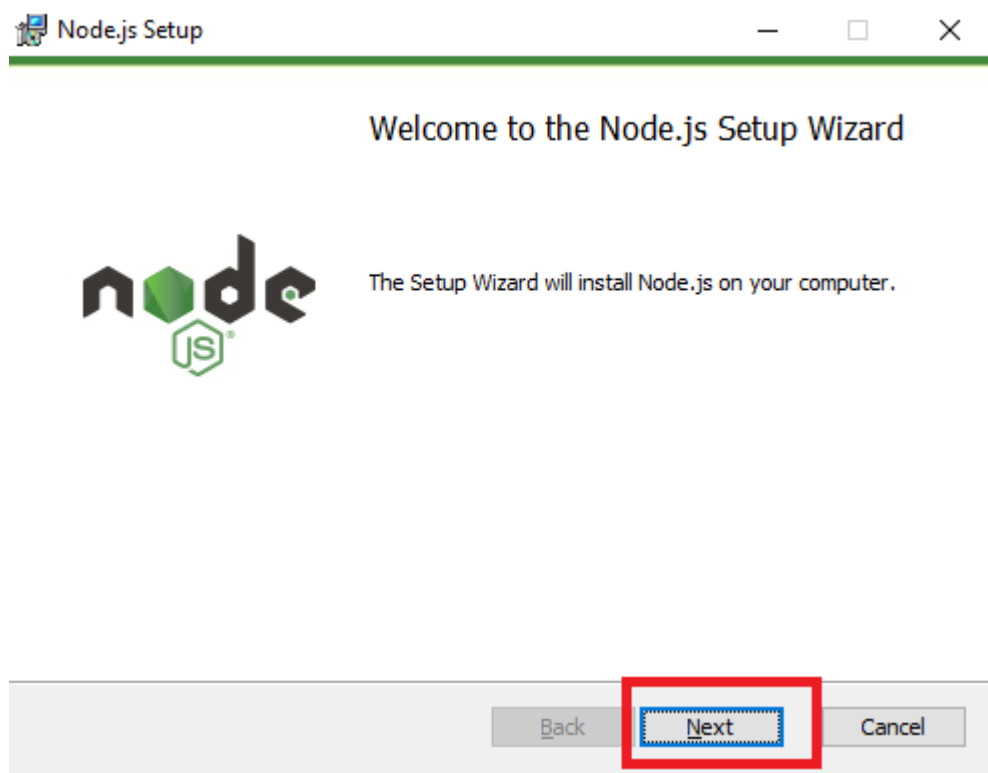 Node.js Setup
Welcome to the Node.js Setup Wizard
node
JS®
The Setup Wizard will install Node.js on your computer.
Back Next Cancel